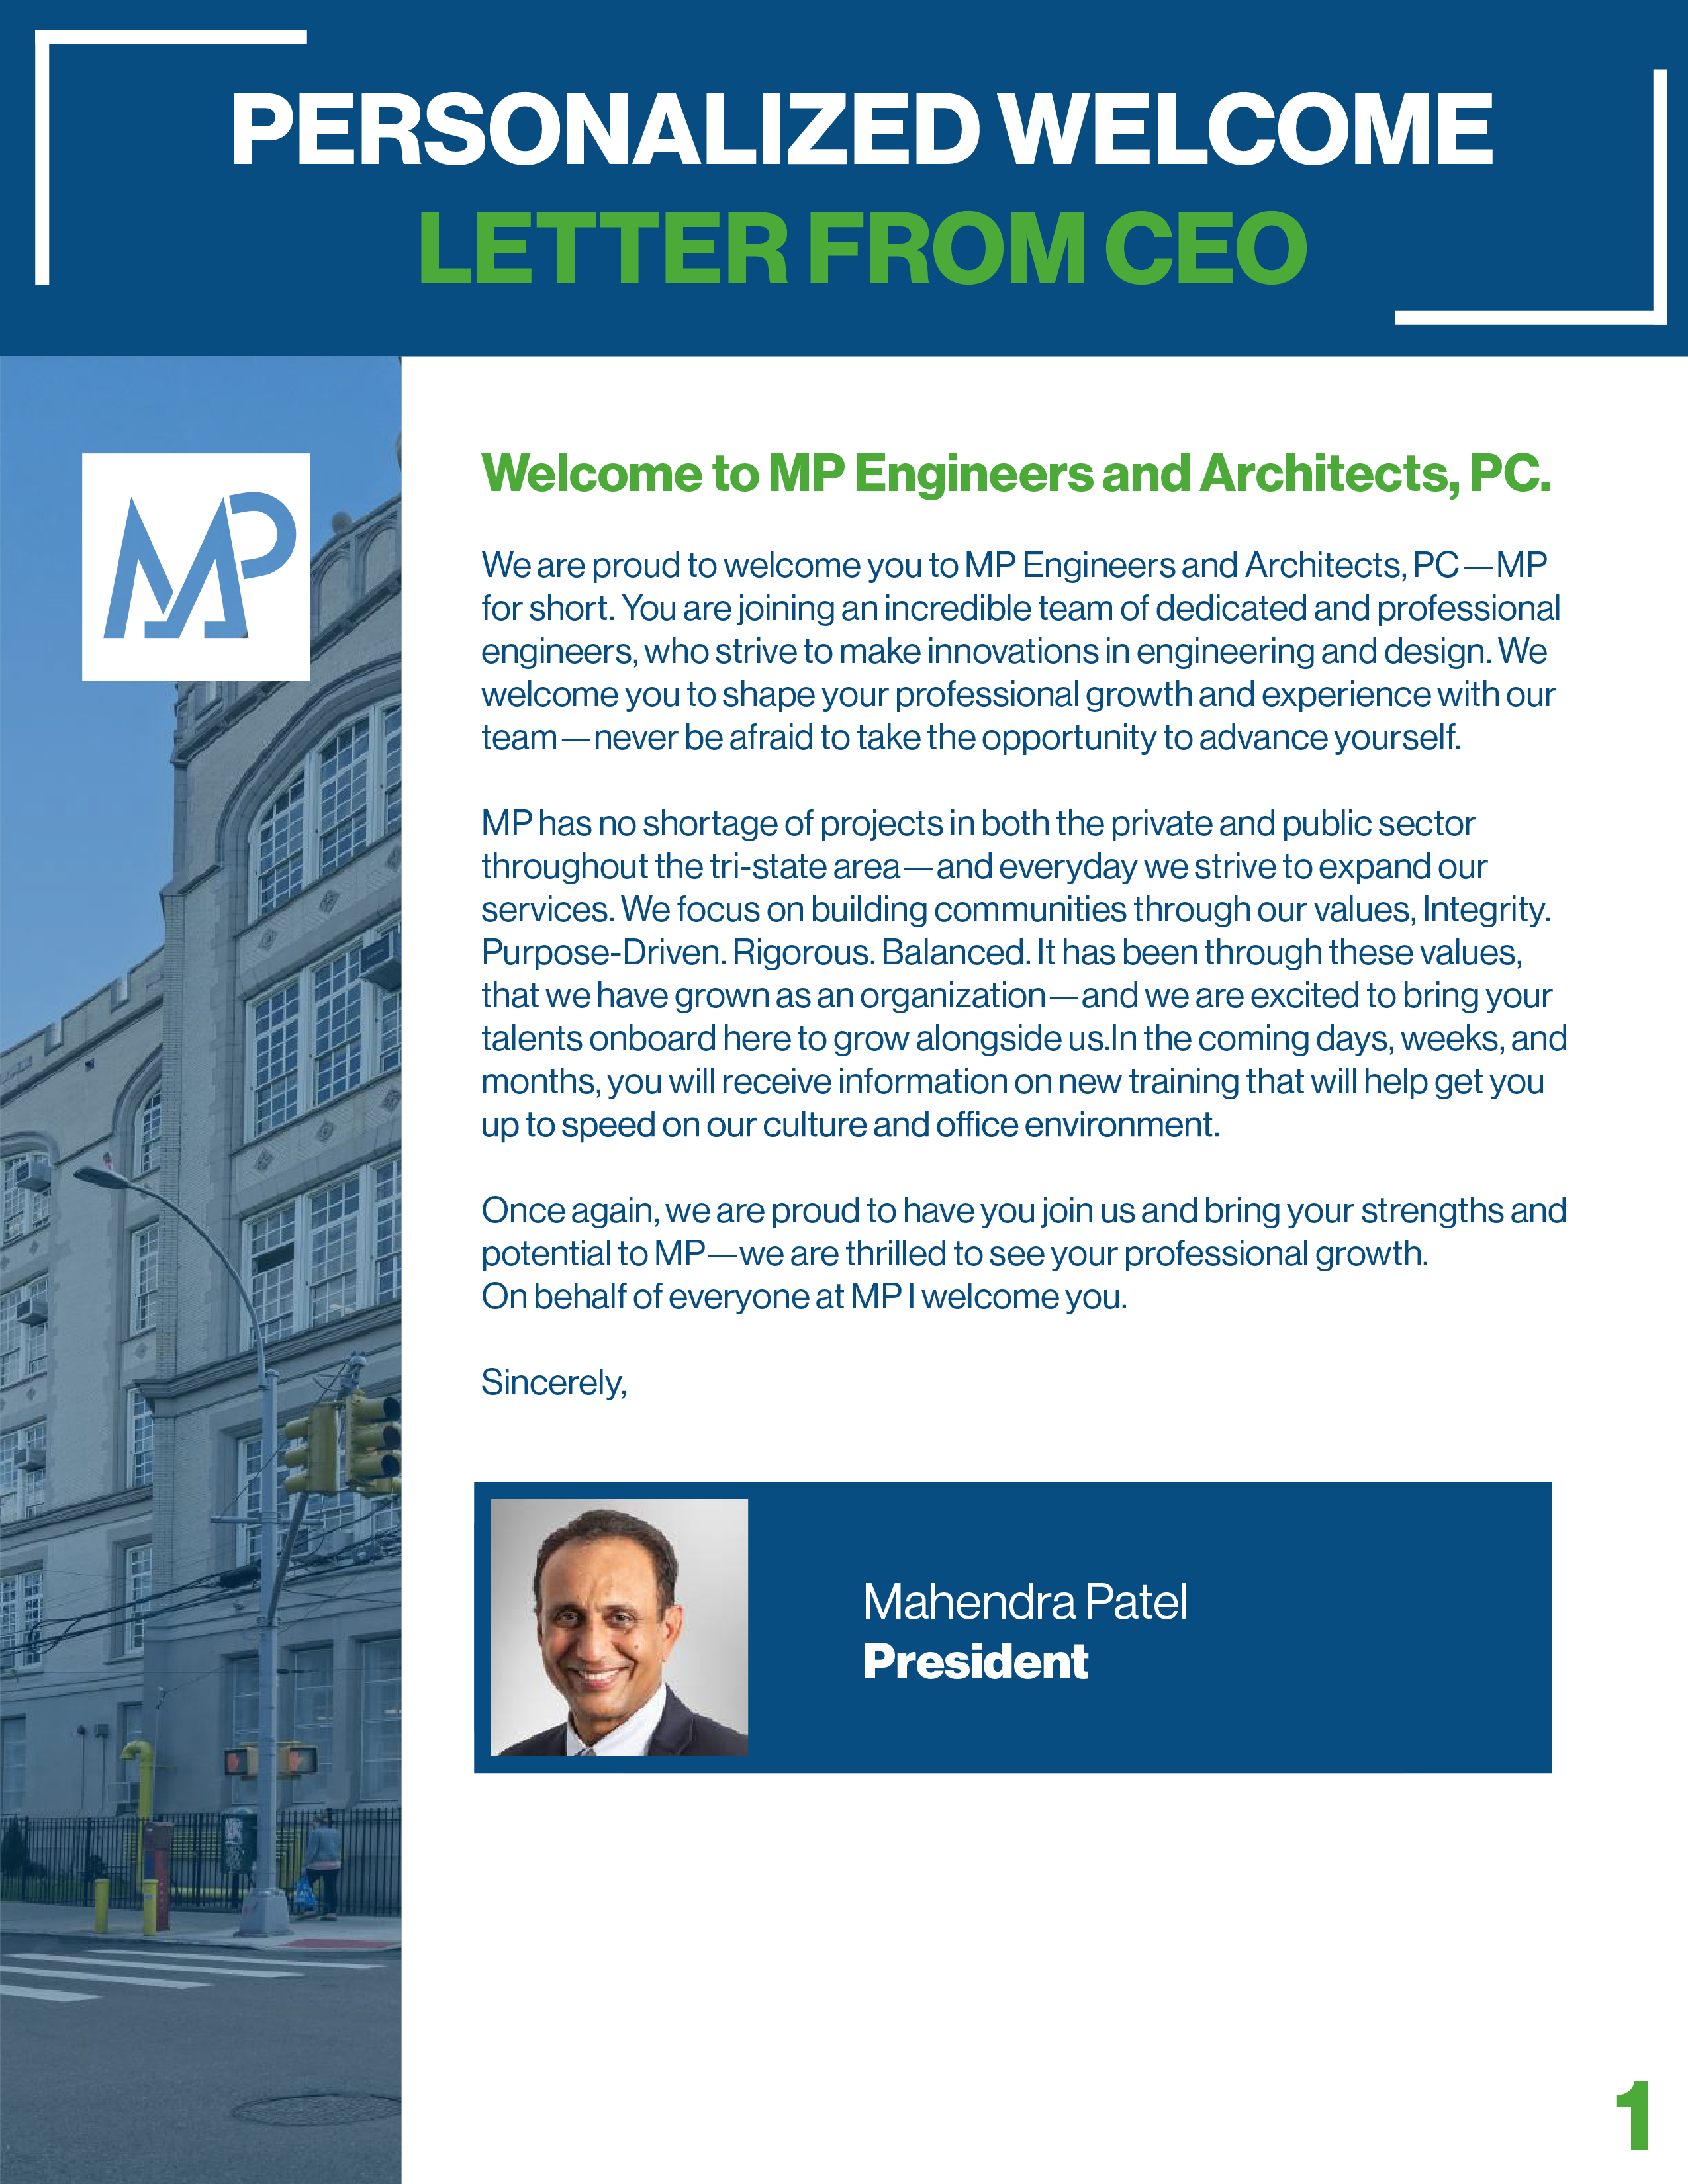 PERSONALIZED WELCOME
LETTER FROM CEO
MP
Welcome to MP Engineers and Architects, PC.
We are proud to welcome you to MP Engineers and Architects, PC—MP
for short. You are joining an incredible team of dedicated and professional
engineers, who strive to make innovations in engineering and design. We
welcome you to shape your professional growth and experience with our
team—never be afraid to take the opportunity to advance yourself.
MP has no shortage of projects in both the private and public sector
throughout the tri-state area—and everyday we strive to expand our
services. We focus on building communities through our values, Integrity.
Purpose-Driven. Rigorous. Balanced. It has been through these values,
that we have grown as an organization—and we are excited to bring your
talents onboard here to grow alongside us.In the coming days, weeks, and
months, you will receive information on new training that will help get you
up to speed on our culture and office environment.
Once again, we are proud to have you join us and bring your strengths and
potential to MP—we are thrilled to see your professional growth.
On behalf of everyone at MP I welcome you.
Sincerely,
Mahendra Patel
President
1